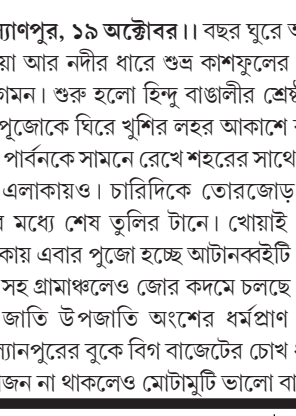 ল্যাণপুর, ১৯ অক্টোবর।। বছর ঘুরে
য়া আর নদীর ধারে শুভ্র কাশফুলের
গমন। শুরু হলো হিন্দু বাঙালীর শ্রেষ্ঠ
পূজোকে ঘিরে খুশির লহর আকাশে
পার্বনকে সামনে রেখে শহরের সাথে
এলাকায়ও। চারিদিকে তোরজোড়
মধ্যে শেষ তুলির টানে। খোয়াই
কায় এবার পুজো হচ্ছে আটানব্বইটি
সহ গ্রামাঞ্চলেও জোর কদমে চলছে
জাতি উপজাতি অংশের ধর্মপ্রাণ
ল্যানপুরের বুকে বিগ বাজেটের চোখ
জন না থাকলেও মোটামুটি ভালো বা